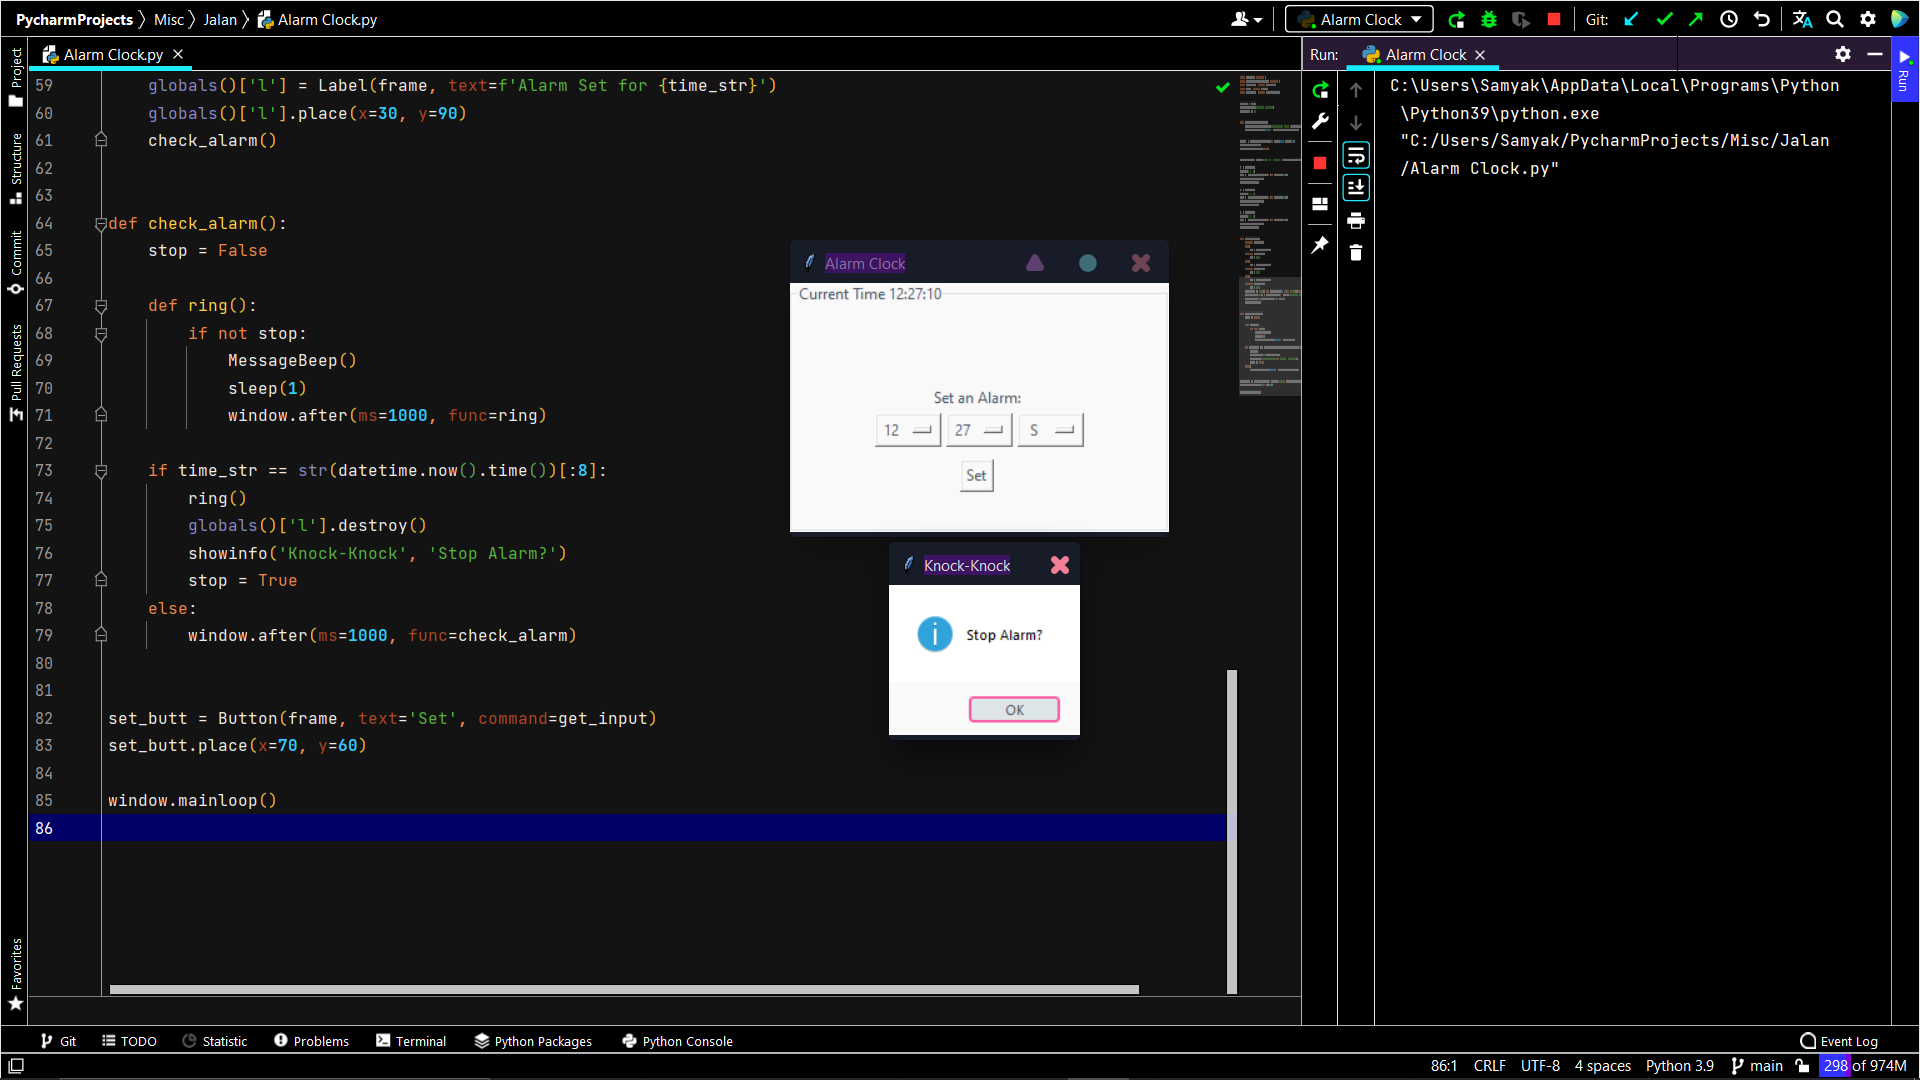 PycharmProjects Misc Jalan Alarm Clock.py
Alarm Clock
Git:
Alarm Clock.py
Run: Alarm Clock
Project
Structure
Commit
Pull Requests
Favorites
Run
59 globals()['l'] = Label(frame, text=f'Alarm Set for {time_str}')
60 globals()['l'].place(x=30, y=90)
61 check_alarm()
62
63
64 def check_alarm():
65 stop = False
66
67 def ring():
68 if not stop:
69 MessageBeep()
70 sleep(1)
71 window.after(ms=1000, func=ring)
72
73 if time_str == str(datetime.now().time())[:8]:
74 ring()
75 globals()['l'].destroy()
76 showinfo('Knock-Knock', 'Stop Alarm?')
77 stop = True
78 else:
79 window.after(ms=1000, func=check_alarm)
80
81
82 set_butt = Button(frame, text='Set', command=get_input)
83 set_butt.place(x=70, y=60)
84
85 window.mainloop()
86
Alarm Clock
Current Time 12:27:10
Set an Alarm:
12 27 S
Set
Knock-Knock
Stop Alarm?
OK
C:\Users\Samyak\AppData\Local\Programs\Python
\Python39\python.exe
"C:/Users/Samyak/PycharmProjects/Misc/Jalan
/Alarm Clock.py"
Git TODO Statistic Problems Terminal Python Packages Python Console Event Log
86:1 CRLF UTF-8 4 spaces Python 3.9 main 298 of 974M